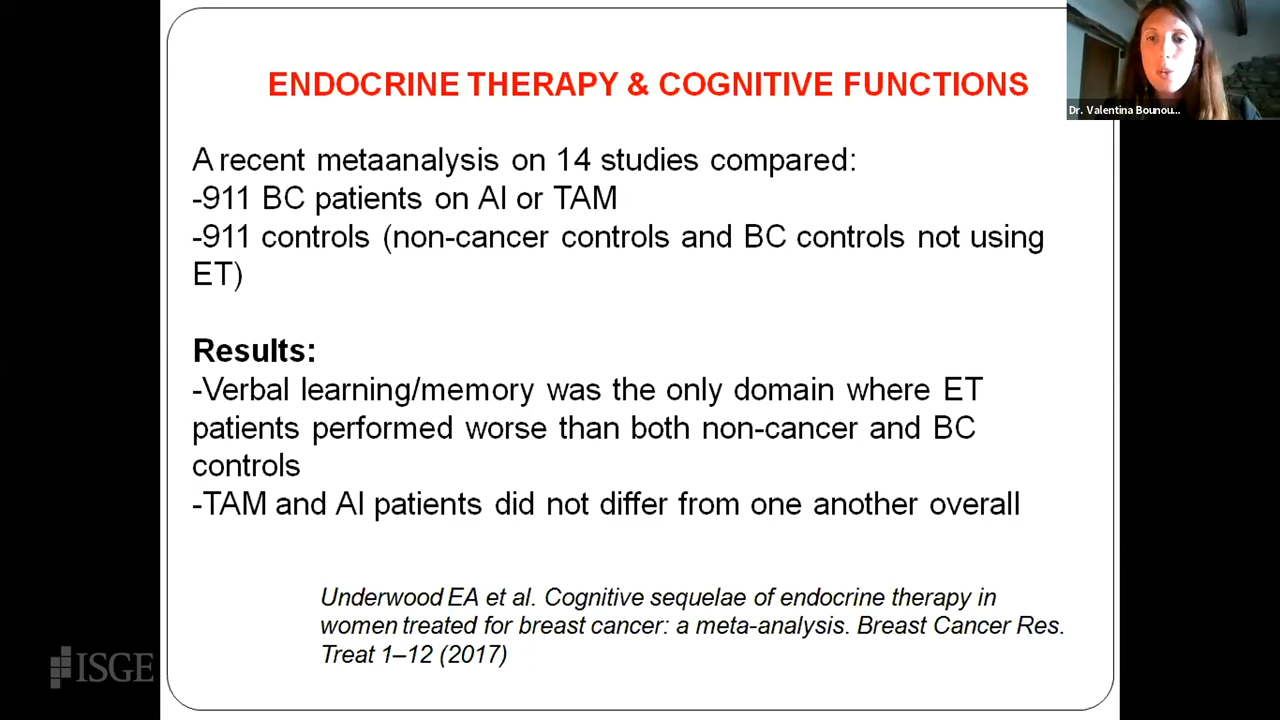 ENDOCRINE THERAPY & COGNITIVE FUNCTIONS
Dr. Valentina Bounou...
A recent metaanalysis on 14 studies compared:
-911 BC patients on AI or TAM
-911 controls (non-cancer controls and BC controls not using
ET)
Results:
-Verbal learning/memory was the only domain where ET
patients performed worse than both non-cancer and BC
controls
-TAM and AI patients did not differ from one another overall
Underwood EA et al. Cognitive sequelae of endocrine therapy in
women treated for breast cancer: a meta-analysis. Breast Cancer Res.
Treat 1–12 (2017)
ISGE